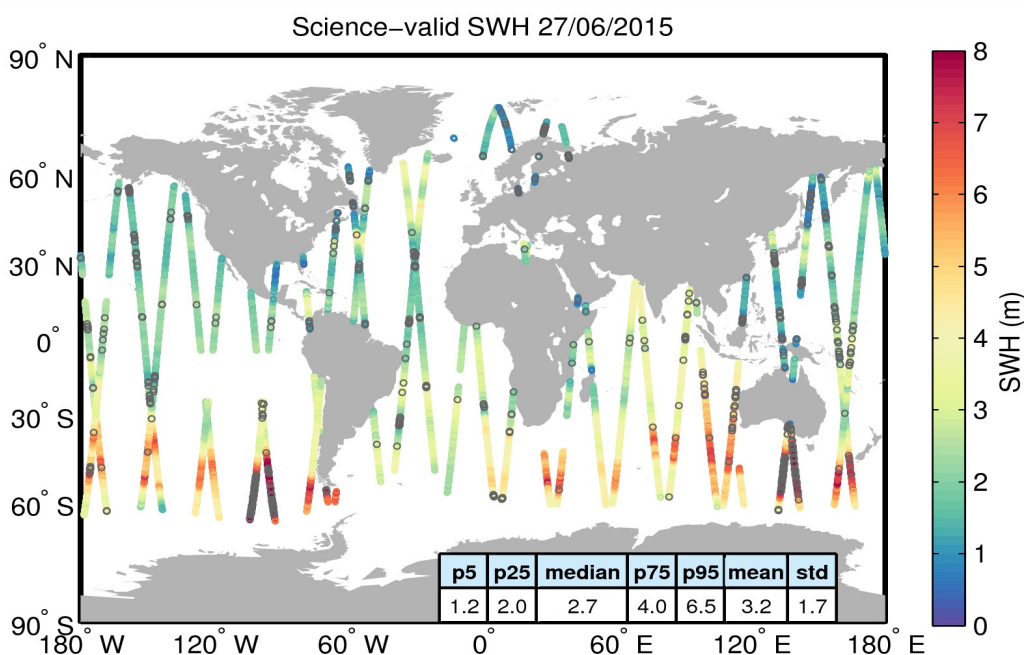 Science−valid SWH 27/06/2015
90° N
60° N
30° N
0°
30° S
60° S
90° S
180° W
120° W
60° W
0°
60° E
120° E
180° E
p5 p25 median p75 p95 mean std
1.2 2.0 2.7 4.0 6.5 3.2 1.7
8
7
6
5
4
3
2
1
0
SWH (m)